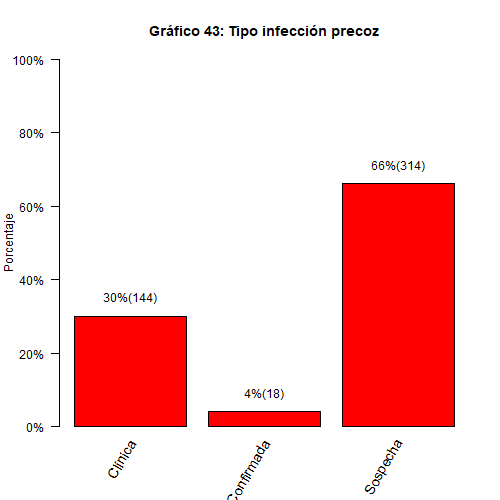 Gráfico 43: Tipo infección precoz
100%
80%
60%
40%
20%
0%
Porcentaje
30%(144)
4%(18)
66%(314)
Clinica
Confirmada
Sospecha